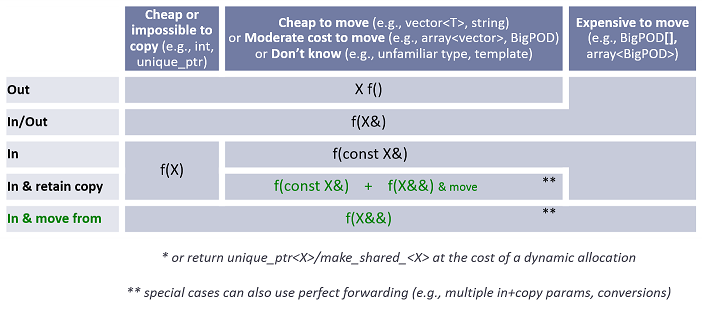 Cheap or
impossible to
copy (e.g., int,
unique_ptr)
Cheap to move (e.g., vector<T>, string)
or Moderate cost to move (e.g., array<vector>, BigPOD)
or Don't know (e.g., unfamiliar type, template)
Expensive to move
(e.g., BigPOD[],
array<BigPOD>)
Out
X f()
In/Out
f(X&)
In
f(X)
f(const X&)
In & retain copy
f(const X&) + f(X&&) & move **
In & move from
f(X&&) **
* or return unique_ptr<X>/make_shared_<X> at the cost of a dynamic allocation
** special cases can also use perfect forwarding (e.g., multiple in+copy params, conversions)